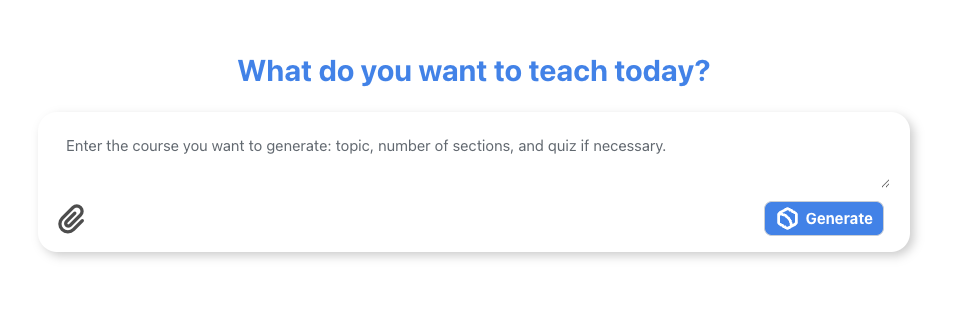 What do you want to teach today?
Enter the course you want to generate: topic, number of sections, and quiz if necessary.
Generate